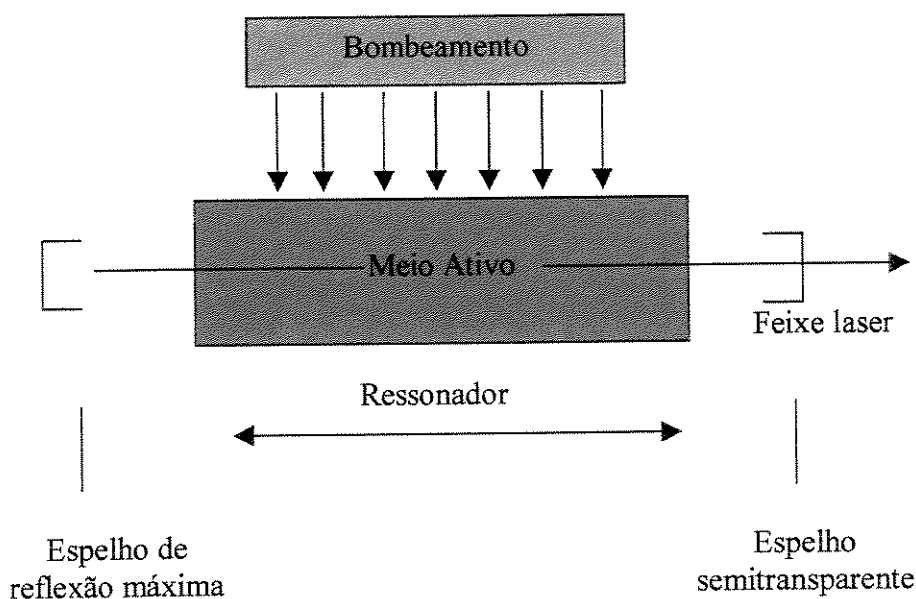 Bombeamento
Meio Ativo
Feixe laser
Ressonador
Espelho de
reflexão máxima
Espelho
semitransparente